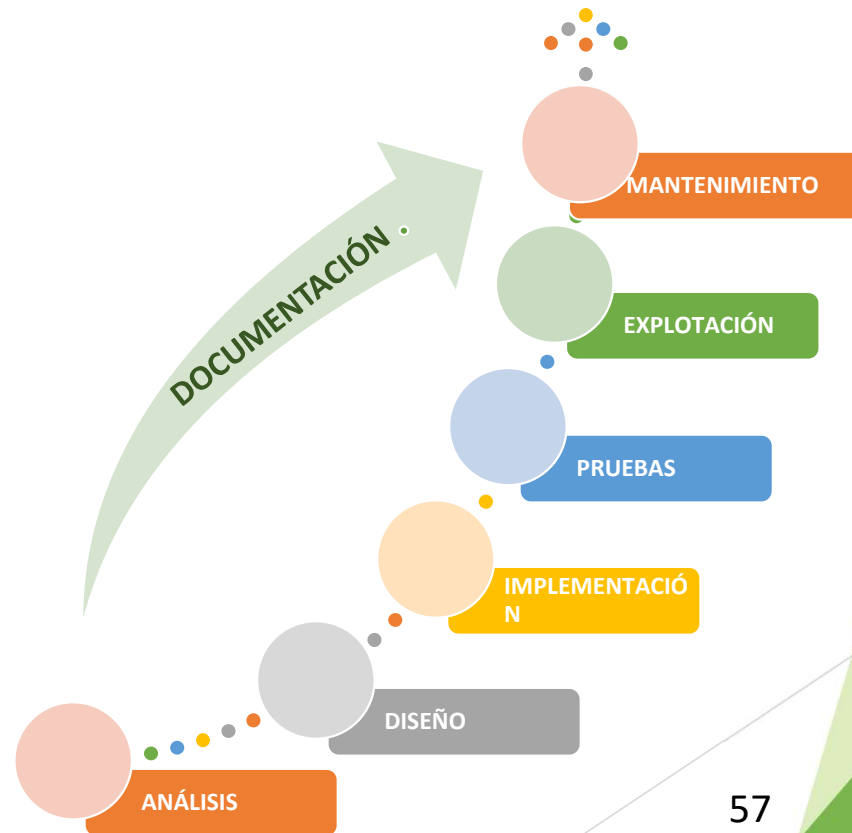 MANTENIMIENTO
DOCUMENTACIÓN
EXPLOTACIÓN
PRUEBAS
IMPLEMENTACIÓ
N
DISEÑO
ANÁLISIS
57